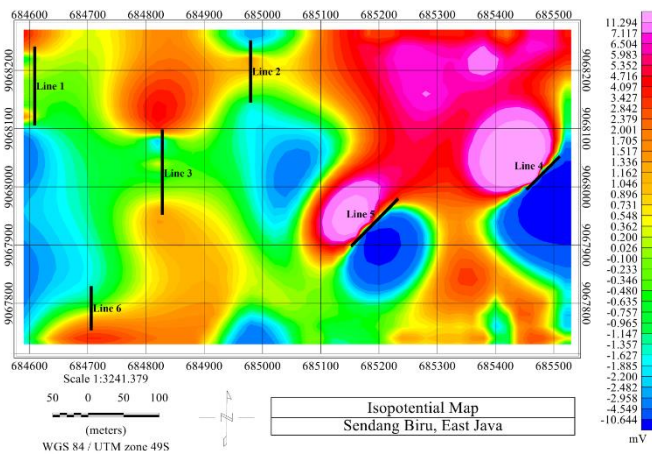 684600 684700 684800 684900 685000 685100 685200 685300 685400 685500
9068200 9068100 9068000 9067900 9067800
Line 1
Line 2
Line 3
Line 4
Line 5
Line 6
9068200 9068100 9068000 9067900 9067800
684600 684700 684800 684900 685000 685100 685200 685300 685400 685500
11.294
7.117
6.504
5.983
5.352
4.716
4.097
3.427
2.842
2.379
2.001
1.705
1.517
1.336
1.162
1.046
0.896
0.731
0.548
0.362
0.200
0.026
-0.100
-0.233
-0.346
-0.480
-0.635
-0.757
-0.965
-1.147
-1.357
-1.627
-1.885
-2.200
-2.482
-2.958
-4.549
-10.644
mV
Scale 1:3241.379
50 0 50 100
(meters)
WGS 84 / UTM zone 49S
N
Isopotential Map
Sendang Biru, East Java